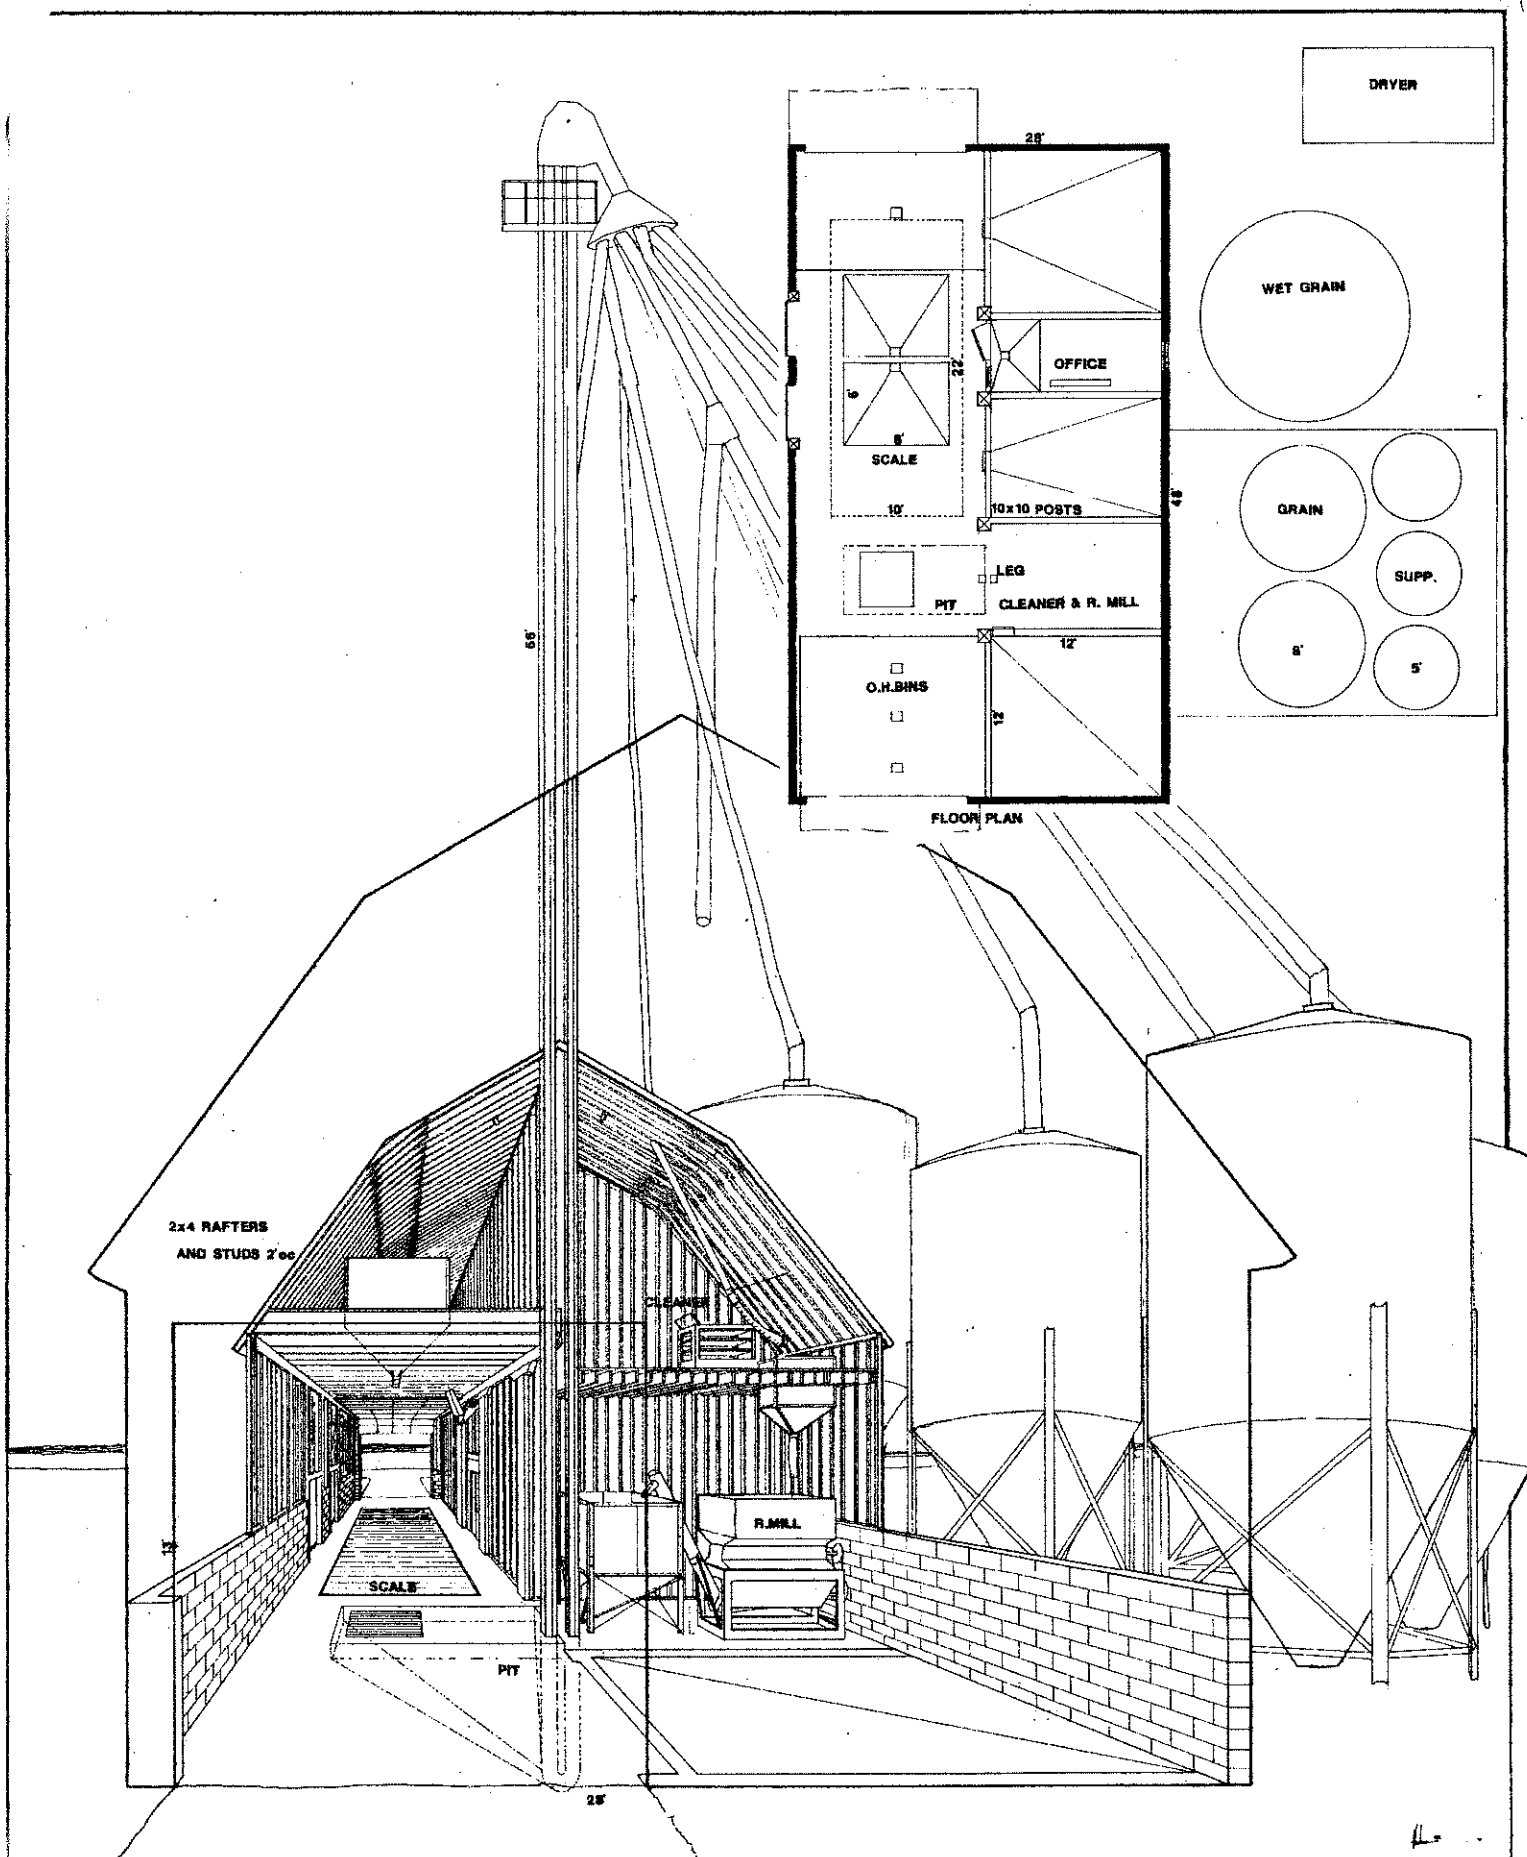 DRYER
28'
WET GRAIN
OFFICE
22'
6'
8'
SCALE
GRAIN
48'
10'
10x10 POSTS
LEG
SUPP.
PIT
CLEANER & R. MILL
12'
8'
5'
O.H.BINS
12'
FLOOR PLAN
2x4 RAFTERS
AND STUDS 2'oc
CLEANER
R.MILL
13'
SCALE
PIT
28'